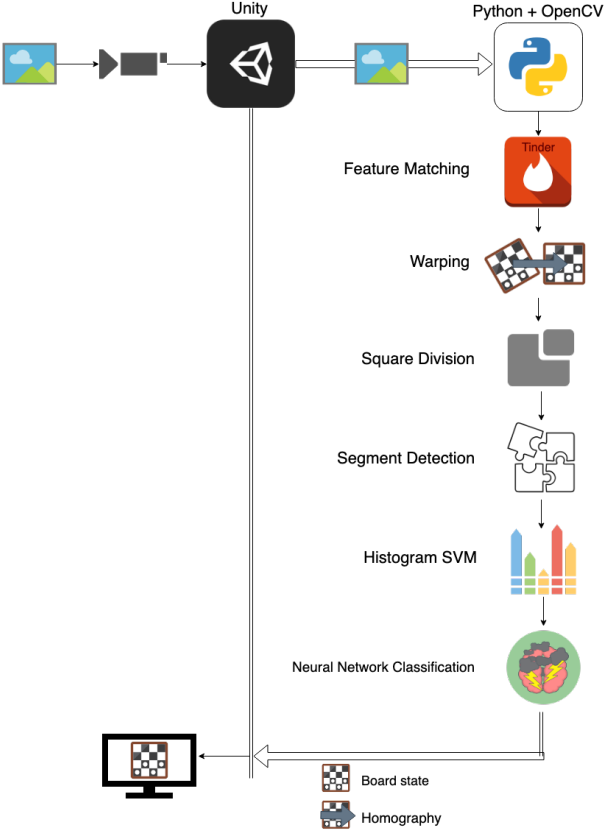 Unity
Python + OpenCV
Tinder
Feature Matching
Warping
Square Division
Segment Detection
Histogram SVM
Neural Network Classification
Board state
Homography